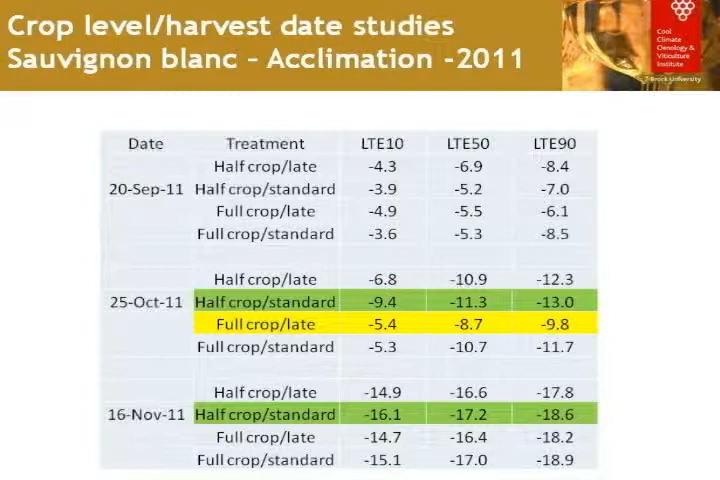 Crop level/harvest date studies
Sauvignon blanc – Acclimation -2011
Cool
Climate
Oenology &
Viticulture
Institute
Brock University
Date Treatment LTE10 LTE50 LTE90
Half crop/late -4.3 -6.9 -8.4
20-Sep-11 Half crop/standard -3.9 -5.2 -7.0
Full crop/late -4.9 -5.5 -6.1
Full crop/standard -3.6 -5.3 -8.5
Half crop/late -6.8 -10.9 -12.3
25-Oct-11 Half crop/standard -9.4 -11.3 -13.0
Full crop/late -5.4 -8.7 -9.8
Full crop/standard -5.3 -10.7 -11.7
Half crop/late -14.9 -16.6 -17.8
16-Nov-11 Half crop/standard -16.1 -17.2 -18.6
Full crop/late -14.7 -16.4 -18.2
Full crop/standard -15.1 -17.0 -18.9